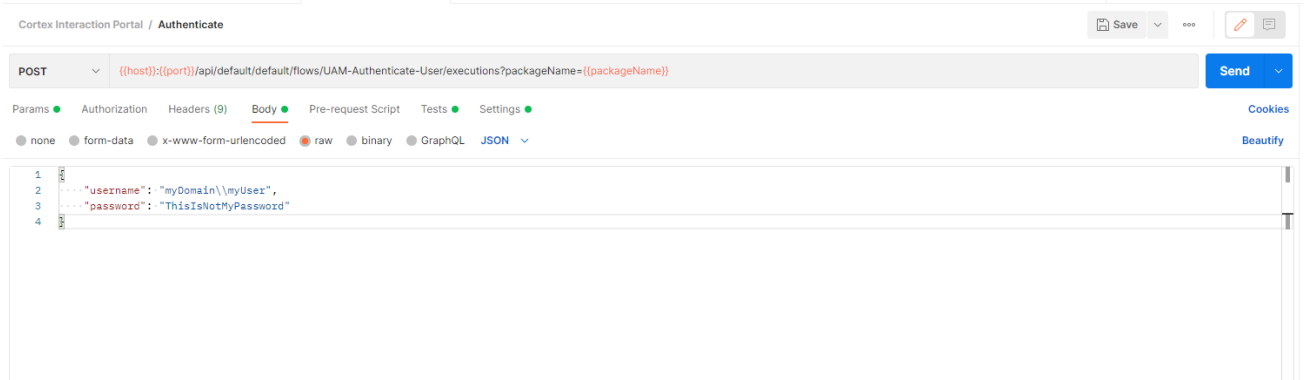 Cortex Interaction Portal / Authenticate
Save
POST
{{host}}:{{port}}/api/default/default/flows/UAM-Authenticate-User/executions?packageName={{packageName}}
Send
Params Authorization Headers (9) Body Pre-request Script Tests Settings Cookies
none form-data x-www-form-urlencoded raw binary GraphQL JSON Beautify
1 {
2 ····"username":·"myDomain\\myUser",
3 ····"password":·"ThisIsNotMyPassword"
4 }